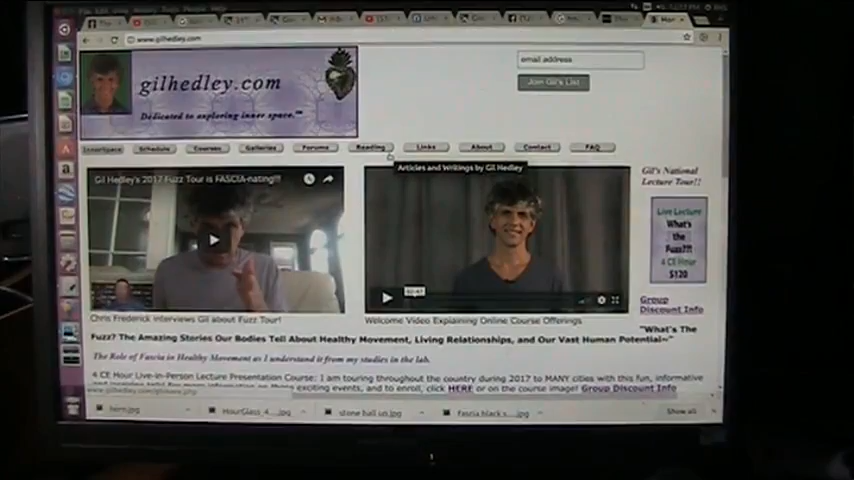 www.gilhedley.com
gilhedley.com
Dedicated to exploring inner space.™
email address
Join Gil's List
Innerspace Schedule Courses Galleries Forums Reading Links About Contact FAQ
Articles and Writings by Gil Hedley
Gil Hedley's 2017 Fuzz Tour is FASCIA-nating!!!
Gil's National
Lecture Tour!!
Live Lecture
What's
the
Fuzz?!
4 CE Hour
$120
Group
Discount Info
Chris Frederick interviews Gil about Fuzz Tour!
Welcome Video Explaining Online Course Offerings
"What's The
Fuzz? The Amazing Stories Our Bodies Tell About Healthy Movement, Living Relationships, and Our Vast Human Potential~"
The Role of Fascia in Healthy Movement as I understand it from my studies in the lab.
4 CE Hour Live-in-Person Lecture Presentation Course: I am touring throughout the country during 2017 to MANY cities with this fun, informative
exciting events, and to enroll, click HERE or on the course image! Group Discount Info
HourGlass_4....jpg
fascia black s....jpg
Show all